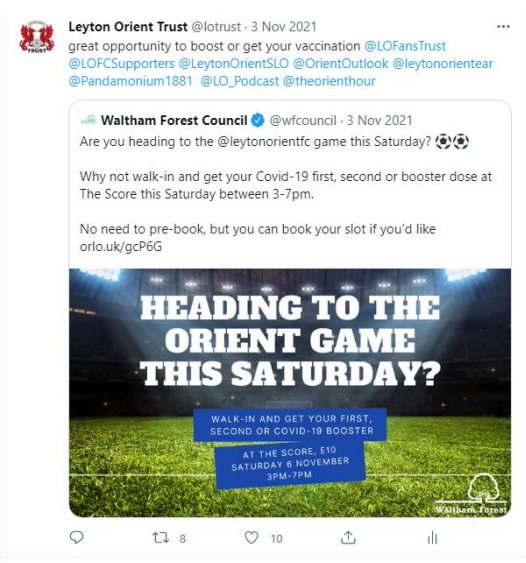 Leyton Orient Trust @lotrust · 3 Nov 2021
great opportunity to boost or get your vaccination @LOFansTrust
@LOFCSupporters @LeytonOrientSLO @OrientOutlook @leytonorientear
@Pandamonium1881 @LO_Podcast @theorienthour
Waltham Forest Council @wfcouncil · 3 Nov 2021
Are you heading to the @leytonorientfc game this Saturday? ⚽⚽
Why not walk-in and get your Covid-19 first, second or booster dose at
The Score this Saturday between 3-7pm.
No need to pre-book, but you can book your slot if you'd like
orlo.uk/gcP6G
HEADING TO THE
ORIENT GAME
THIS SATURDAY?
WALK-IN AND GET YOUR FIRST,
SECOND OR COVID-19 BOOSTER
AT THE SCORE, E10
SATURDAY 6 NOVEMBER
3PM-7PM
Waltham Forest
8 10
TRUST